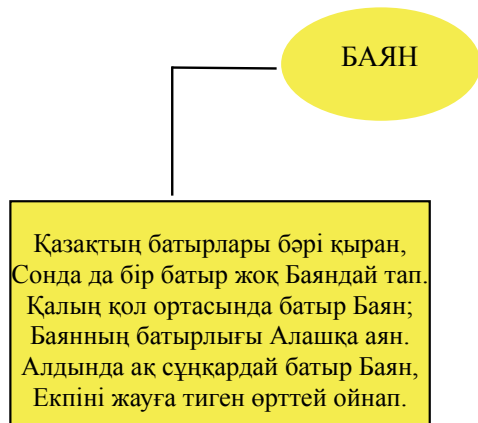 БАЯН
Қазақтың батырлары бәрі қыран,
Сонда да бір батыр жоқ Баяндай тап.
Қалың қол ортасында батыр Баян;
Баянның батырлығы Алашқа аян.
Алдында ақ сұңкардай батыр Баян,
Екпіні жауға тиген өрттей ойнап.